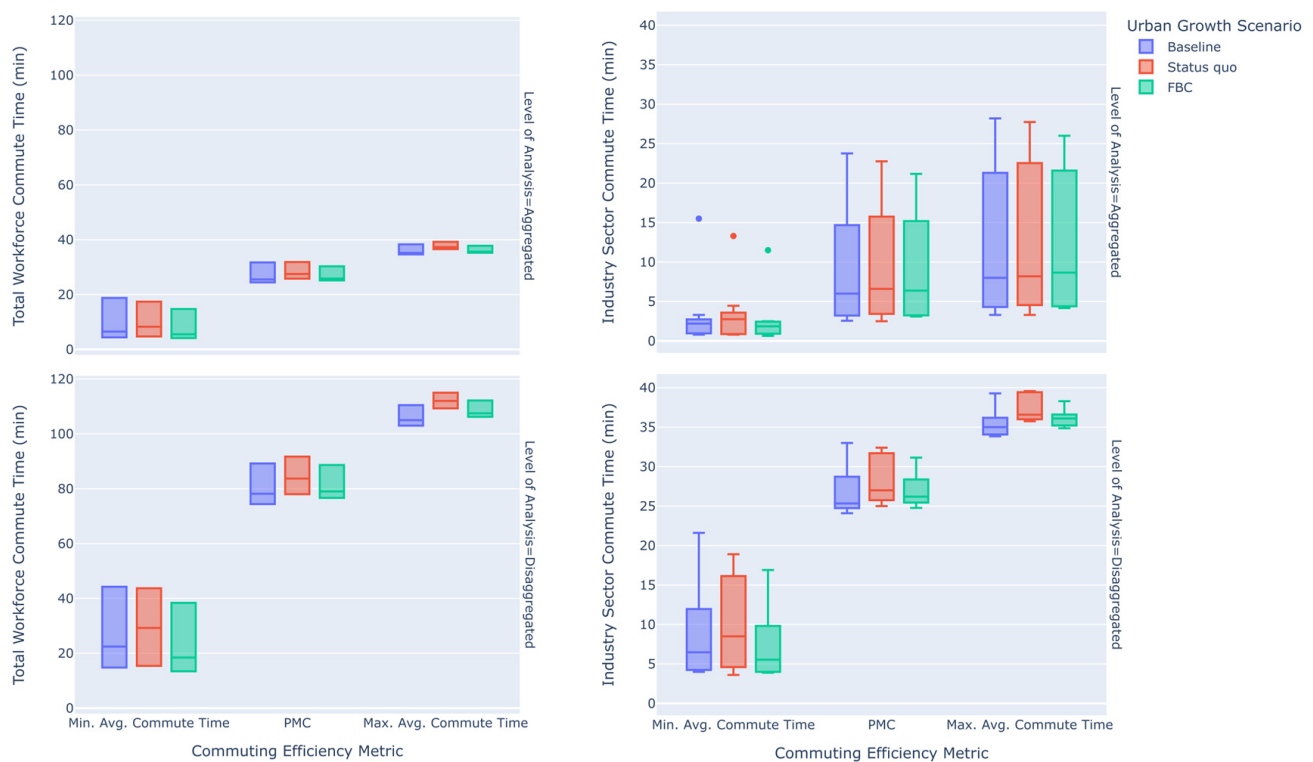 Total Workforce Commute Time (min)
120
100
80
60
40
20
0
Level of Analysis=Aggregated
Industry Sector Commute Time (min)
40
35
30
25
20
15
10
5
0
Level of Analysis=Aggregated
Urban Growth Scenario
Baseline
Status quo
FBC
Total Workforce Commute Time (min)
120
100
80
60
40
20
0
Level of Analysis=Disaggregated
Min. Avg. Commute Time
PMC
Max. Avg. Commute Time
Commuting Efficiency Metric
Industry Sector Commute Time (min)
40
35
30
25
20
15
10
5
0
Level of Analysis=Disaggregated
Min. Avg. Commute Time
PMC
Max. Avg. Commute Time
Commuting Efficiency Metric